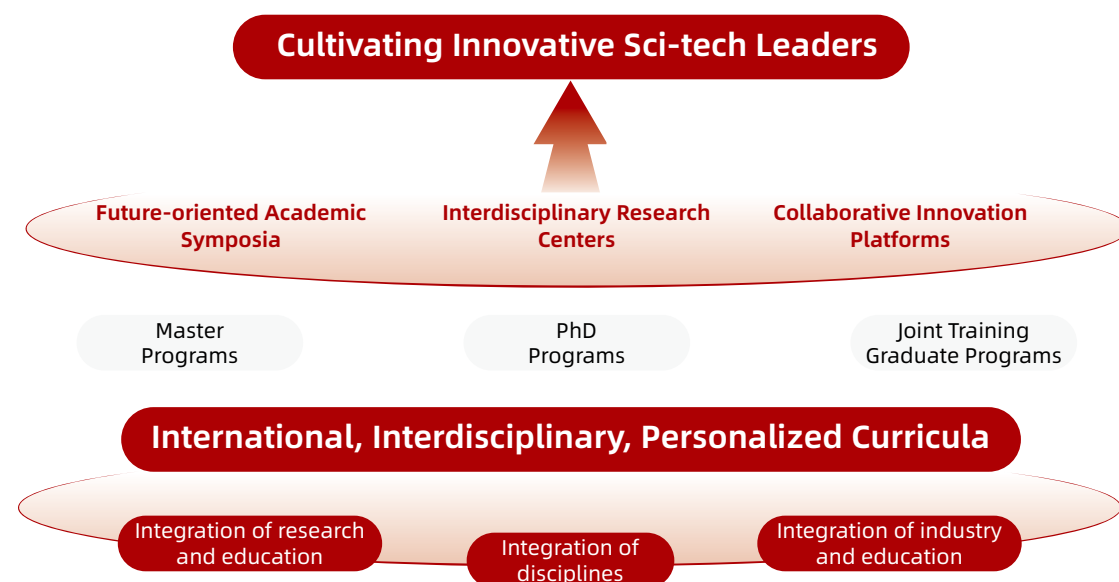 Cultivating Innovative Sci-tech Leaders
Future-oriented Academic
Symposia
Interdisciplinary Research
Centers
Collaborative Innovation
Platforms
Master
Programs
PhD
Programs
Joint Training
Graduate Programs
International, Interdisciplinary, Personalized Curricula
Integration of research
and education
Integration of
disciplines
Integration of industry
and education